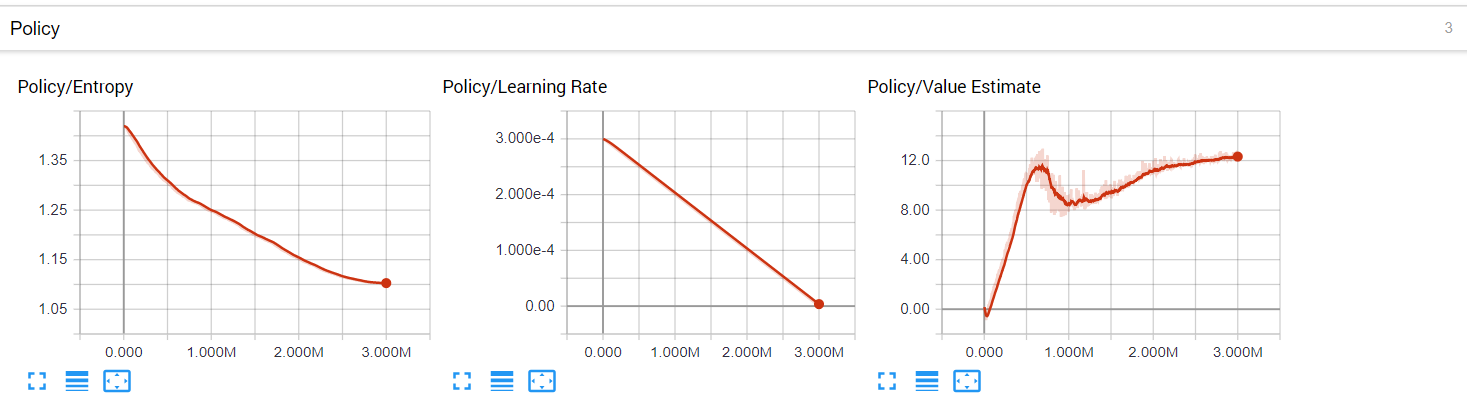 Policy 3
Policy/Entropy
1.35
1.25
1.15
1.05
0.000 1.000M 2.000M 3.000M
Policy/Learning Rate
3.000e-4
2.000e-4
1.000e-4
0.00
0.000 1.000M 2.000M 3.000M
Policy/Value Estimate
12.0
8.00
4.00
0.00
0.000 1.000M 2.000M 3.000M